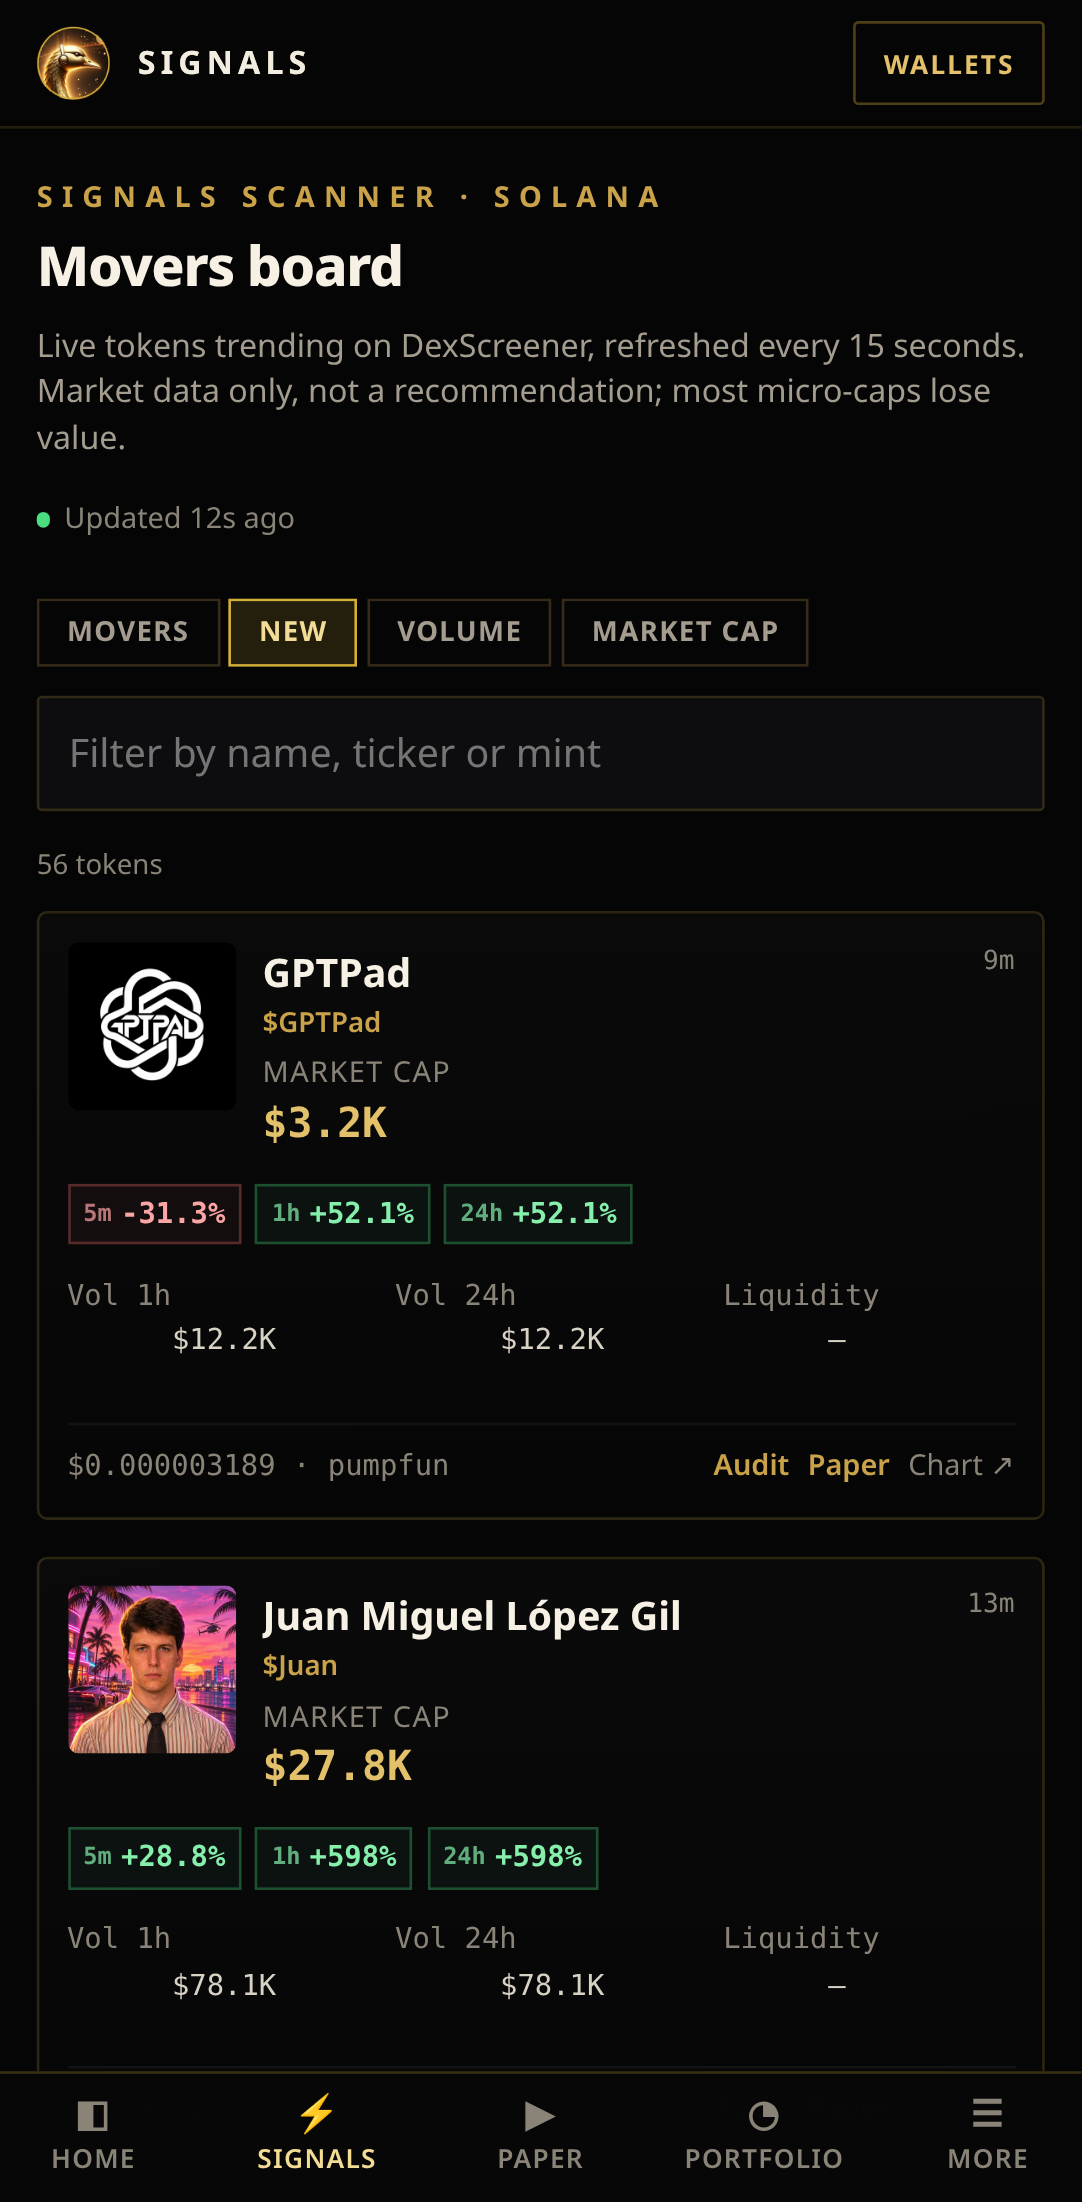 SIGNALS
WALLETS
SIGNALS SCANNER · SOLANA
Movers board
Live tokens trending on DexScreener, refreshed every 15 seconds.
Market data only, not a recommendation; most micro-caps lose
value.
Updated 12s ago
MOVERS NEW VOLUME MARKET CAP
Filter by name, ticker or mint
56 tokens
GPTPAD
GPTPad
9m
$GPTPad
MARKET CAP
$3.2K
5m -31.3% 1h +52.1% 24h +52.1%
Vol 1h Vol 24h Liquidity
$12.2K $12.2K —
$0.000003189 · pumpfun Audit Paper Chart ↗
Juan Miguel López Gil
13m
$Juan
MARKET CAP
$27.8K
5m +28.8% 1h +598% 24h +598%
Vol 1h Vol 24h Liquidity
$78.1K $78.1K —
HOME SIGNALS PAPER PORTFOLIO MORE